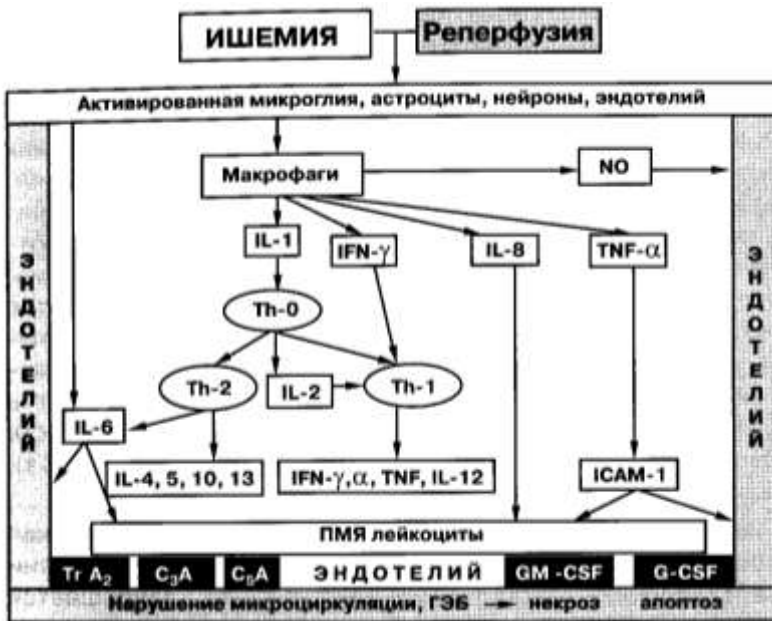 ИШЕМИЯ
Реперфузия
Активированная микроглия, астроциты, нейроны, эндотелий
Макрофаги
NO
IL-1
IFN-γ
IL-8
TNF-α
Th-0
Th-2
IL-2
Th-1
IL-6
IL-4, 5, 10, 13
IFN-γ,α, TNF, IL-12
ICAM-1
ПМЯ лейкоциты
ЭНДОТЕЛИЙ
ЭНДОТЕЛИЙ
Tr A₂
C₃A
C₅A
ЭНДОТЕЛИЙ
GM -CSF
G-CSF
Нарушение микроциркуляции, ГЭБ → некроз апоптоз